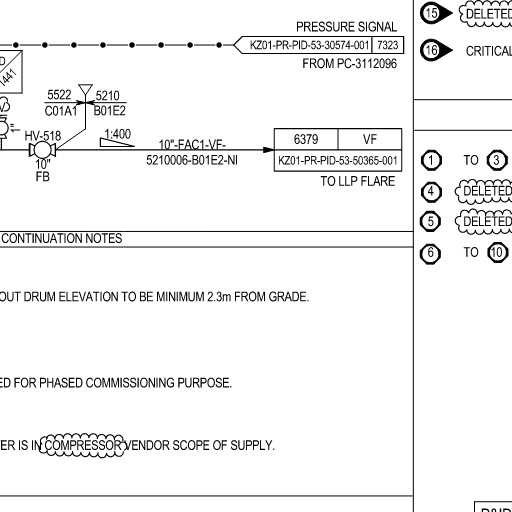 PRESSURE SIGNAL
KZ01-PR-PID-53-30574-001 7323
FROM PC-3112096
15 DELETED
16 CRITICAL
D
1441
5522 5210
C01A1 B01E2
HV-518
1:400
10"
FB
10"-FAC1-VF-
5210006-B01E2-NI
6379 VF
KZ01-PR-PID-53-50365-001
TO LLP FLARE
1 TO 3
4 DELETED
5 DELETED
6 TO 10
CONTINUATION NOTES
OUT DRUM ELEVATION TO BE MINIMUM 2.3m FROM GRADE.
ED FOR PHASED COMMISSIONING PURPOSE.
ER IS IN COMPRESSOR VENDOR SCOPE OF SUPPLY.